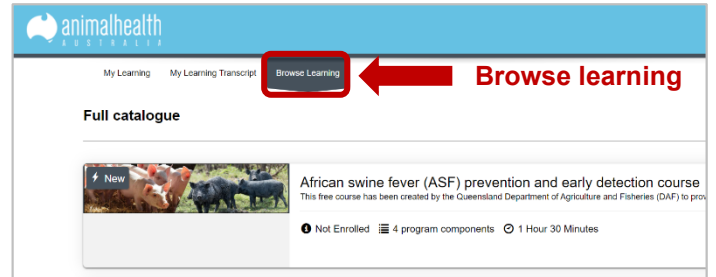 animalhealth
AUSTRALIA
My Learning My Learning Transcript Browse Learning
Browse learning
Full catalogue
New
African swine fever (ASF) prevention and early detection course
This free course has been created by the Queensland Department of Agriculture and Fisheries (DAF) to prov
Not Enrolled 4 program components 1 Hour 30 Minutes